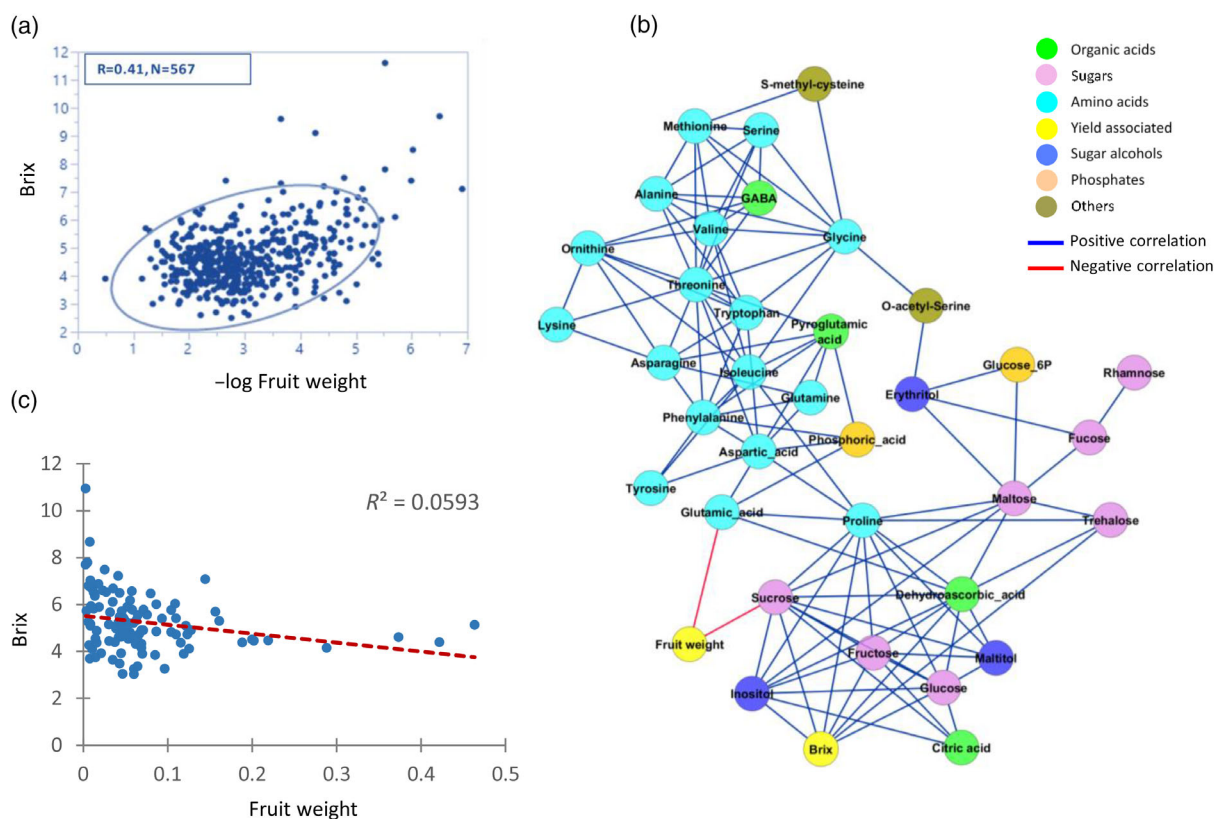 (a)
12
11
10
9
8
7
6
5
4
3
2
R=0.41, N=567
Brix
0
1
2
3
4
5
6
7
–log Fruit weight
(b)
S-methyl-cysteine
Methionine
Serine
Alanine
GABA
Valine
Glycine
Ornithine
Threonine
Tryptophan
O-acetyl-Serine
Lysine
Pyroglutamic
acid
Asparagine
Isoleucine
Glucose_6P
Rhamnose
Glutamine
Erythritol
Phenylalanine
Phosphoric_acid
Fucose
Aspartic_acid
Tyrosine
Maltose
Glutamic_acid
Proline
Trehalose
Sucrose
Dehydroascorbic_acid
Fruit weight
Fructose
Maltitol
Inositol
Glucose
Brix
Citric acid
Organic acids
Sugars
Amino acids
Yield associated
Sugar alcohols
Phosphates
Others
Positive correlation
Negative correlation
(c)
12
10
8
6
4
2
0
Brix
R² = 0.0593
0
0.1
0.2
0.3
0.4
0.5
Fruit weight